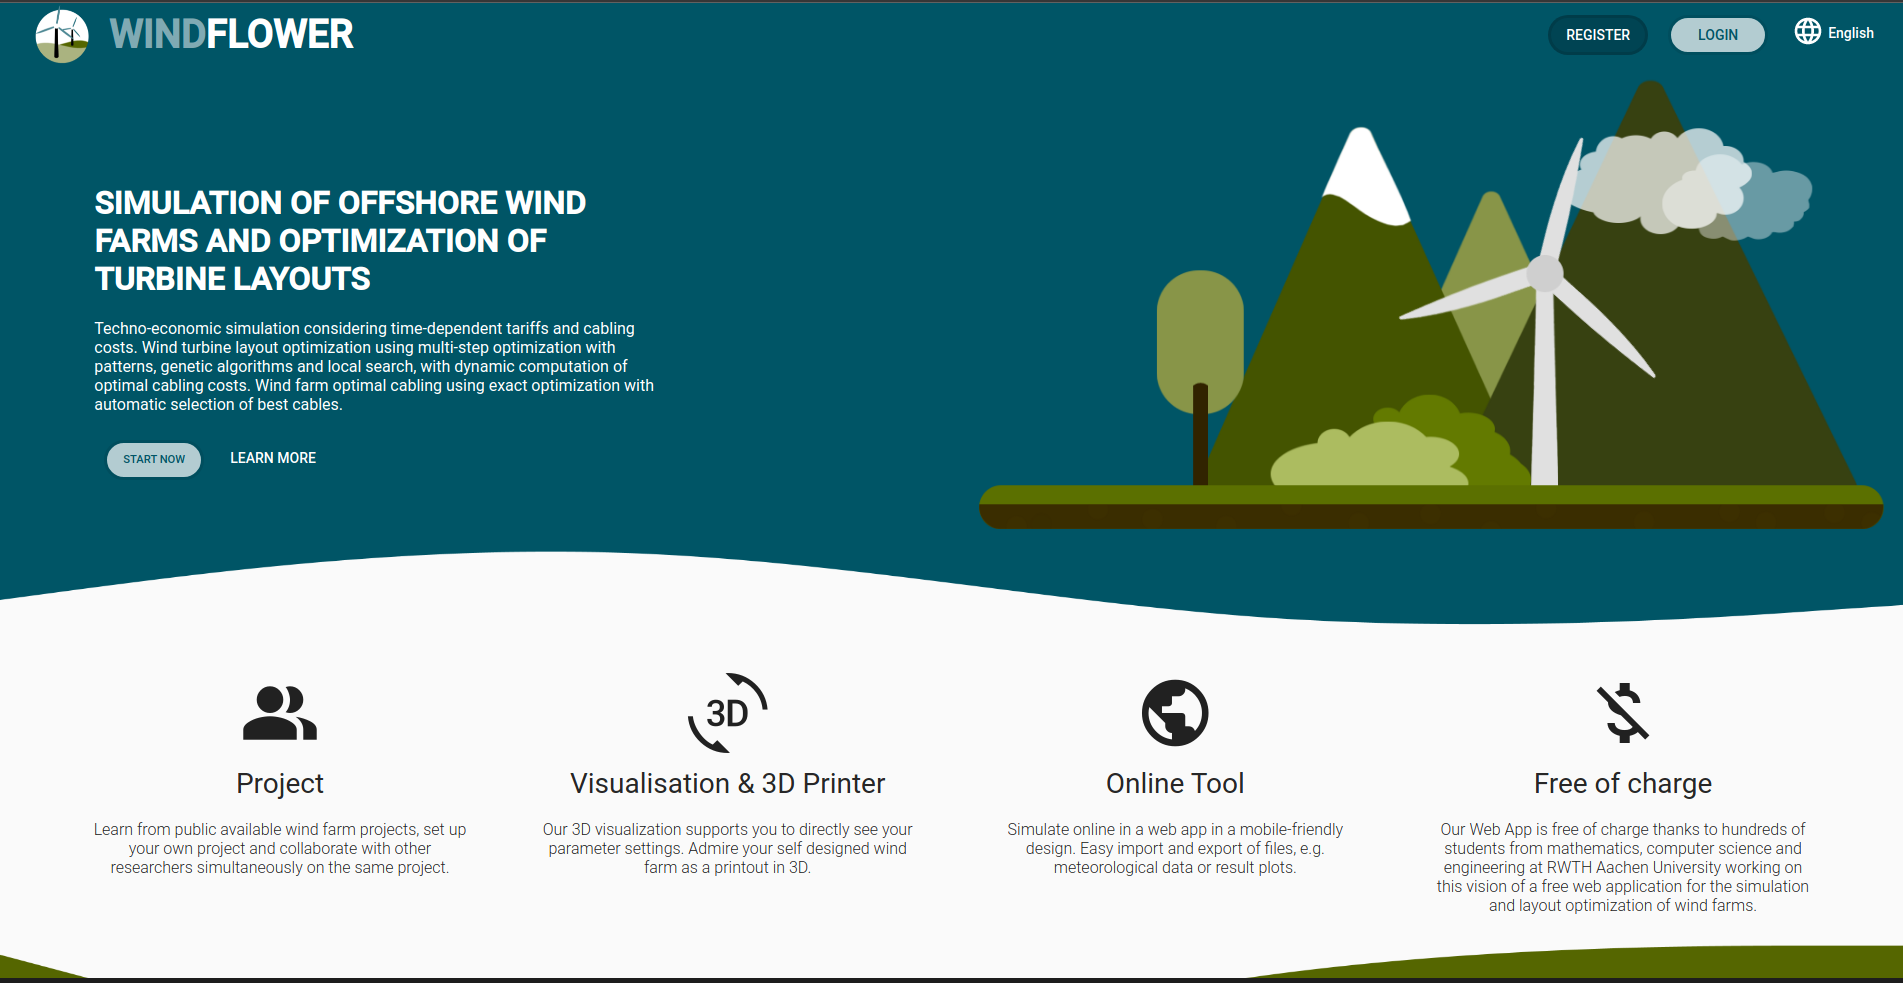 WINDFLOWER
REGISTER
LOGIN
English
SIMULATION OF OFFSHORE WIND
FARMS AND OPTIMIZATION OF
TURBINE LAYOUTS
Techno-economic simulation considering time-dependent tariffs and cabling
costs. Wind turbine layout optimization using multi-step optimization with
patterns, genetic algorithms and local search, with dynamic computation of
optimal cabling costs. Wind farm optimal cabling using exact optimization with
automatic selection of best cables.
START NOW
LEARN MORE
3D
Project
Learn from public available wind farm projects, set up
your own project and collaborate with other
researchers simultaneously on the same project.
Visualisation & 3D Printer
Our 3D visualization supports you to directly see your
parameter settings. Admire your self designed wind
farm as a printout in 3D.
Online Tool
Simulate online in a web app in a mobile-friendly
design. Easy import and export of files, e.g.
meteorological data or result plots.
Free of charge
Our Web App is free of charge thanks to hundreds of
students from mathematics, computer science and
engineering at RWTH Aachen University working on
this vision of a free web application for the simulation
and layout optimization of wind farms.